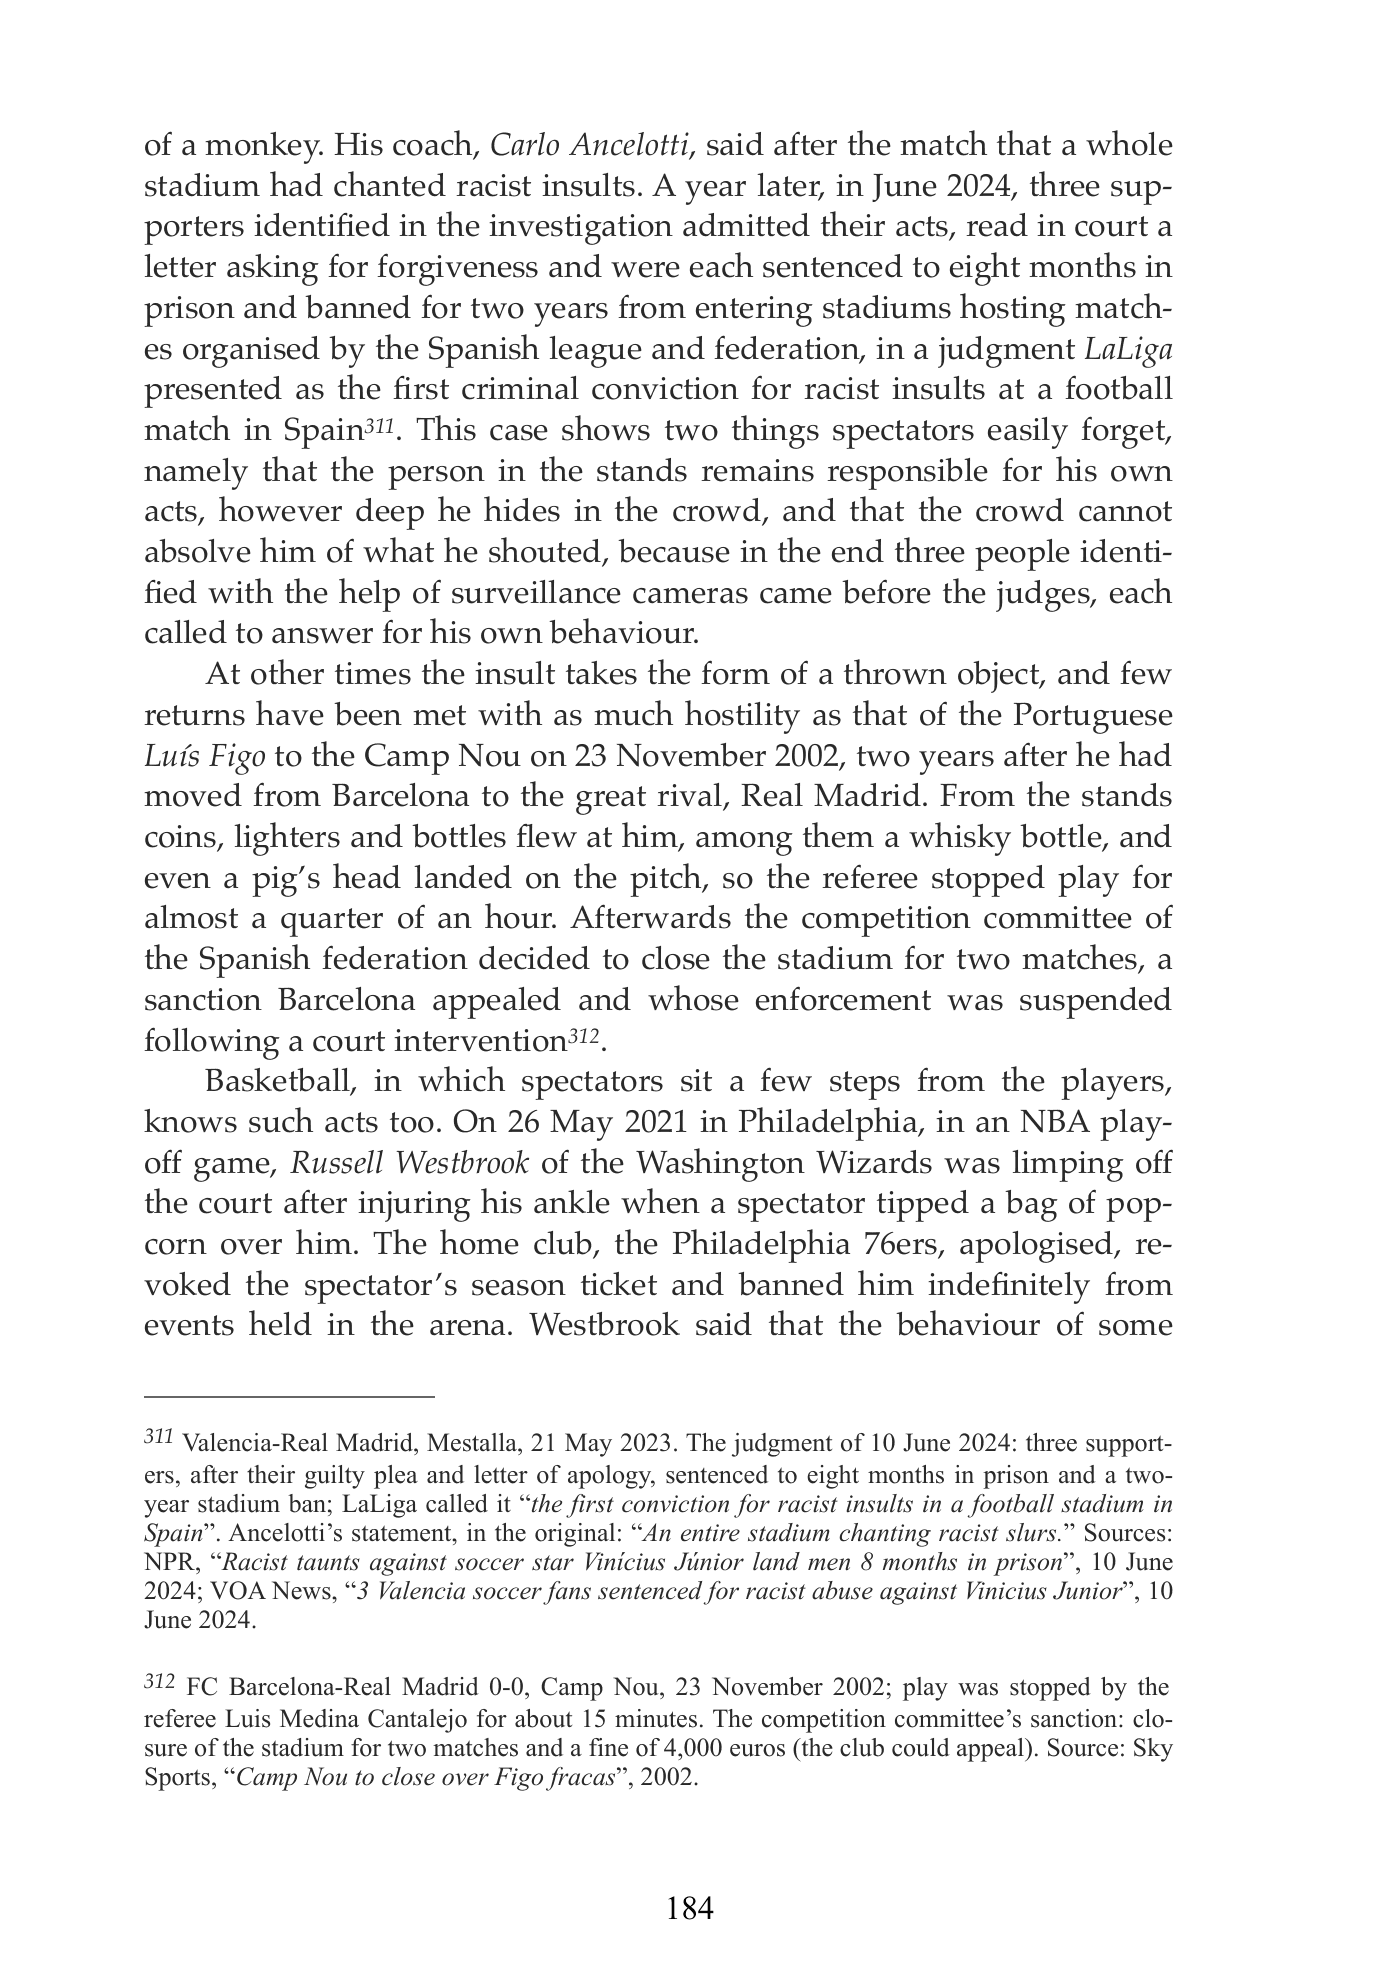 of a monkey. His coach, Carlo Ancelotti, said after the match that a whole
stadium had chanted racist insults. A year later, in June 2024, three sup-
porters identified in the investigation admitted their acts, read in court a
letter asking for forgiveness and were each sentenced to eight months in
prison and banned for two years from entering stadiums hosting match-
es organised by the Spanish league and federation, in a judgment LaLiga
presented as the first criminal conviction for racist insults at a football
match in Spain311. This case shows two things spectators easily forget,
namely that the person in the stands remains responsible for his own
acts, however deep he hides in the crowd, and that the crowd cannot
absolve him of what he shouted, because in the end three people identi-
fied with the help of surveillance cameras came before the judges, each
called to answer for his own behaviour.
At other times the insult takes the form of a thrown object, and few
returns have been met with as much hostility as that of the Portuguese
Luís Figo to the Camp Nou on 23 November 2002, two years after he had
moved from Barcelona to the great rival, Real Madrid. From the stands
coins, lighters and bottles flew at him, among them a whisky bottle, and
even a pig’s head landed on the pitch, so the referee stopped play for
almost a quarter of an hour. Afterwards the competition committee of
the Spanish federation decided to close the stadium for two matches, a
sanction Barcelona appealed and whose enforcement was suspended
following a court intervention312.
Basketball, in which spectators sit a few steps from the players,
knows such acts too. On 26 May 2021 in Philadelphia, in an NBA play-
off game, Russell Westbrook of the Washington Wizards was limping off
the court after injuring his ankle when a spectator tipped a bag of pop-
corn over him. The home club, the Philadelphia 76ers, apologised, re-
voked the spectator’s season ticket and banned him indefinitely from
events held in the arena. Westbrook said that the behaviour of some
311 Valencia-Real Madrid, Mestalla, 21 May 2023. The judgment of 10 June 2024: three support-
ers, after their guilty plea and letter of apology, sentenced to eight months in prison and a two-
year stadium ban; LaLiga called it “the first conviction for racist insults in a football stadium in
Spain”. Ancelotti’s statement, in the original: “An entire stadium chanting racist slurs.” Sources:
NPR, “Racist taunts against soccer star Vinícius Júnior land men 8 months in prison”, 10 June
2024; VOA News, “3 Valencia soccer fans sentenced for racist abuse against Vinicius Junior”, 10
June 2024.
312 FC Barcelona-Real Madrid 0-0, Camp Nou, 23 November 2002; play was stopped by the
referee Luis Medina Cantalejo for about 15 minutes. The competition committee’s sanction: clo-
sure of the stadium for two matches and a fine of 4,000 euros (the club could appeal). Source: Sky
Sports, “Camp Nou to close over Figo fracas”, 2002.
184